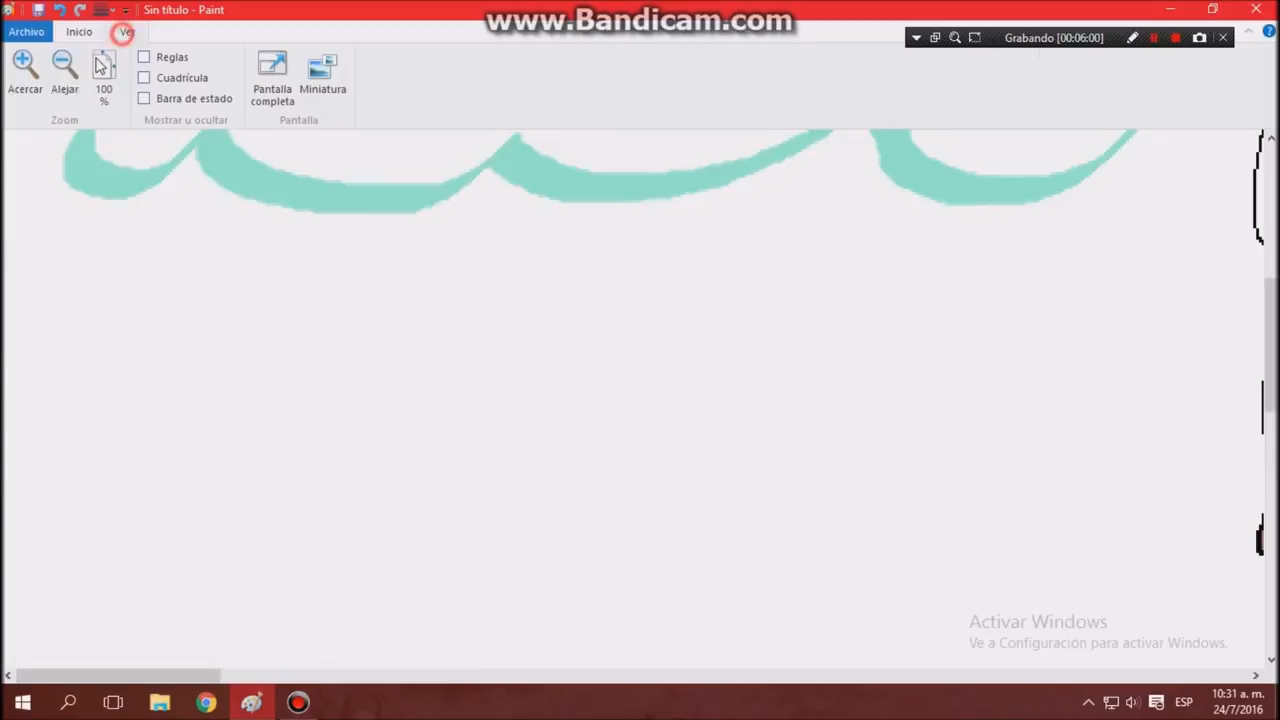 Sin título - Paint
www.Bandicam.com
Archivo Inicio Ver
Grabando [00:06:00]
Acercar Alejar 100 %
Reglas
Cuadrícula
Barra de estado
Pantalla completa
Miniatura
Zoom
Mostrar u ocultar
Pantalla
Activar Windows
Ve a Configuración para activar Windows.
ESP
10:31 a. m.
24/7/2016